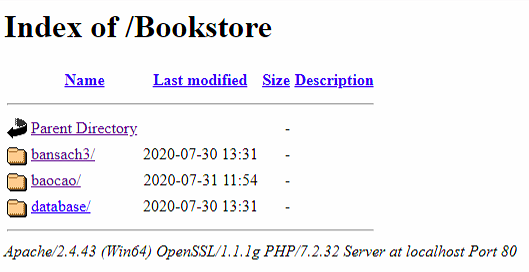 Index of /Bookstore
Name Last modified Size Description
Parent Directory -
bansach3/ 2020-07-30 13:31 -
baocao/ 2020-07-31 11:54 -
database/ 2020-07-30 13:31 -
Apache/2.4.43 (Win64) OpenSSL/1.1.1g PHP/7.2.32 Server at localhost Port 80